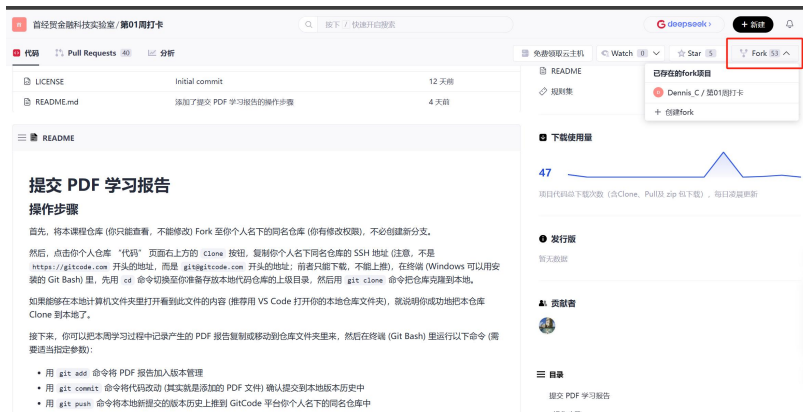 首经贸金融科技实验室 / 第01周打卡
按下 / 快速开启搜索
deepseek
+ 新建
代码 Pull Requests 40 分析
免费领取云主机 Watch 0 Star 5 Fork 53
LICENSE Initial commit 12 天前
README.md 添加了提交 PDF 学习报告的操作步骤 4 天前
README
提交 PDF 学习报告
操作步骤
首先，将本课程仓库 (你只能查看，不能修改) Fork 至你个人名下的同名仓库 (你有修改权限)，不必创建新分支。
然后，点击你个人仓库 “代码” 页面右上方的 Clone 按钮，复制你个人名下同名仓库的 SSH 地址 (注意，不是
https://gitcode.com 开头的地址，而是 git@gitcode.com 开头的地址；前者只能下载，不能上推)，在终端 (Windows 可以用安
装的 Git Bash) 里，先用 cd 命令切换至你准备存放本地代码仓库的上级目录，然后用 git clone 命令把仓库克隆到本地。
如果能够在本地计算机文件夹里打开看到此文件的内容 (推荐用 VS Code 打开你的本地仓库文件夹)，就说明你成功地把本仓库
Clone 到本地了。
接下来，你可以把本周学习过程中记录产生的 PDF 报告复制或移动到仓库文件夹里来，然后在终端 (Git Bash) 里运行以下命令 (需
要适当指定参数)：
• 用 git add 命令将 PDF 报告加入版本管理
• 用 git commit 命令将代码改动 (其实就是添加的 PDF 文件) 确认提交到本地版本历史中
• 用 git push 命令将本地新提交的版本历史上推到 GitCode 平台你个人名下的同名仓库中
README
规则集
已存在的fork项目
Dennis_C / 第01周打卡
+ 创建fork
下载使用量
47
项目代码总下载次数（含Clone、Pull及 zip 包下载），每日凌晨更新
发行版
暂无数据
贡献者
目录
提交 PDF 学习报告